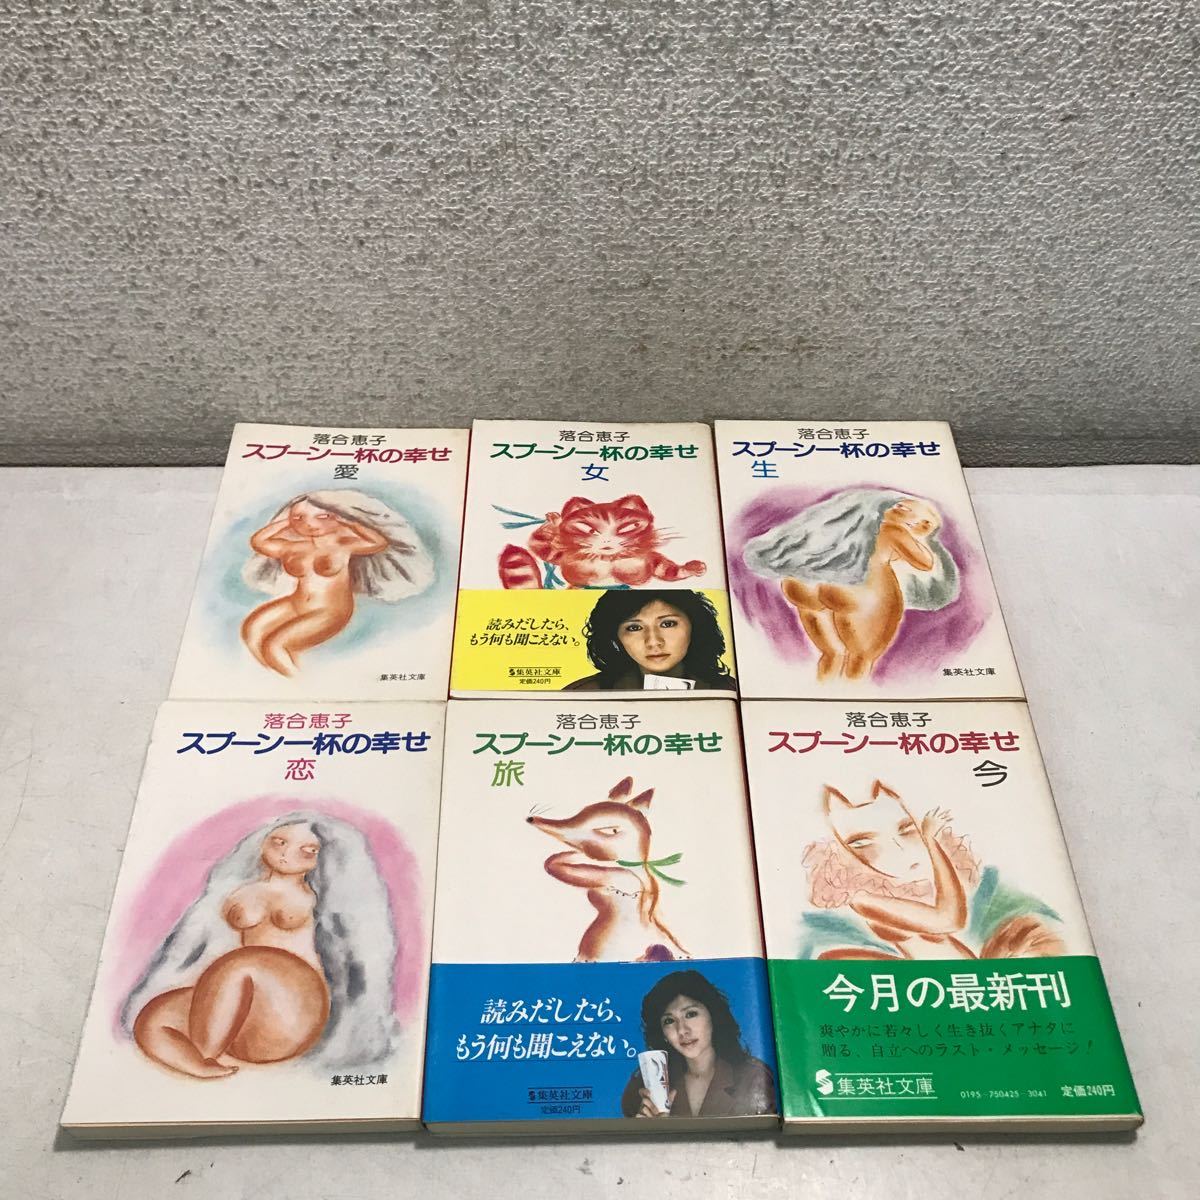 落合恵子
スプーン一杯の幸せ
愛
集英社文庫
落合恵子
スプーン一杯の幸せ
女
読みだしたら、
もう何も聞こえない。
集英社文庫
定価240円
落合恵子
スプーン一杯の幸せ
生
集英社文庫
落合恵子
スプーン一杯の幸せ
恋
集英社文庫
落合恵子
スプーン一杯の幸せ
旅
読みだしたら、
もう何も聞こえない。
集英社文庫
定価240円
落合恵子
スプーン一杯の幸せ
今
今月の最新刊
爽やかに若々しく生き抜くアナタに
贈る、自立へのラスト・メッセージ!
集英社文庫
0195-750425-3041 定価240円